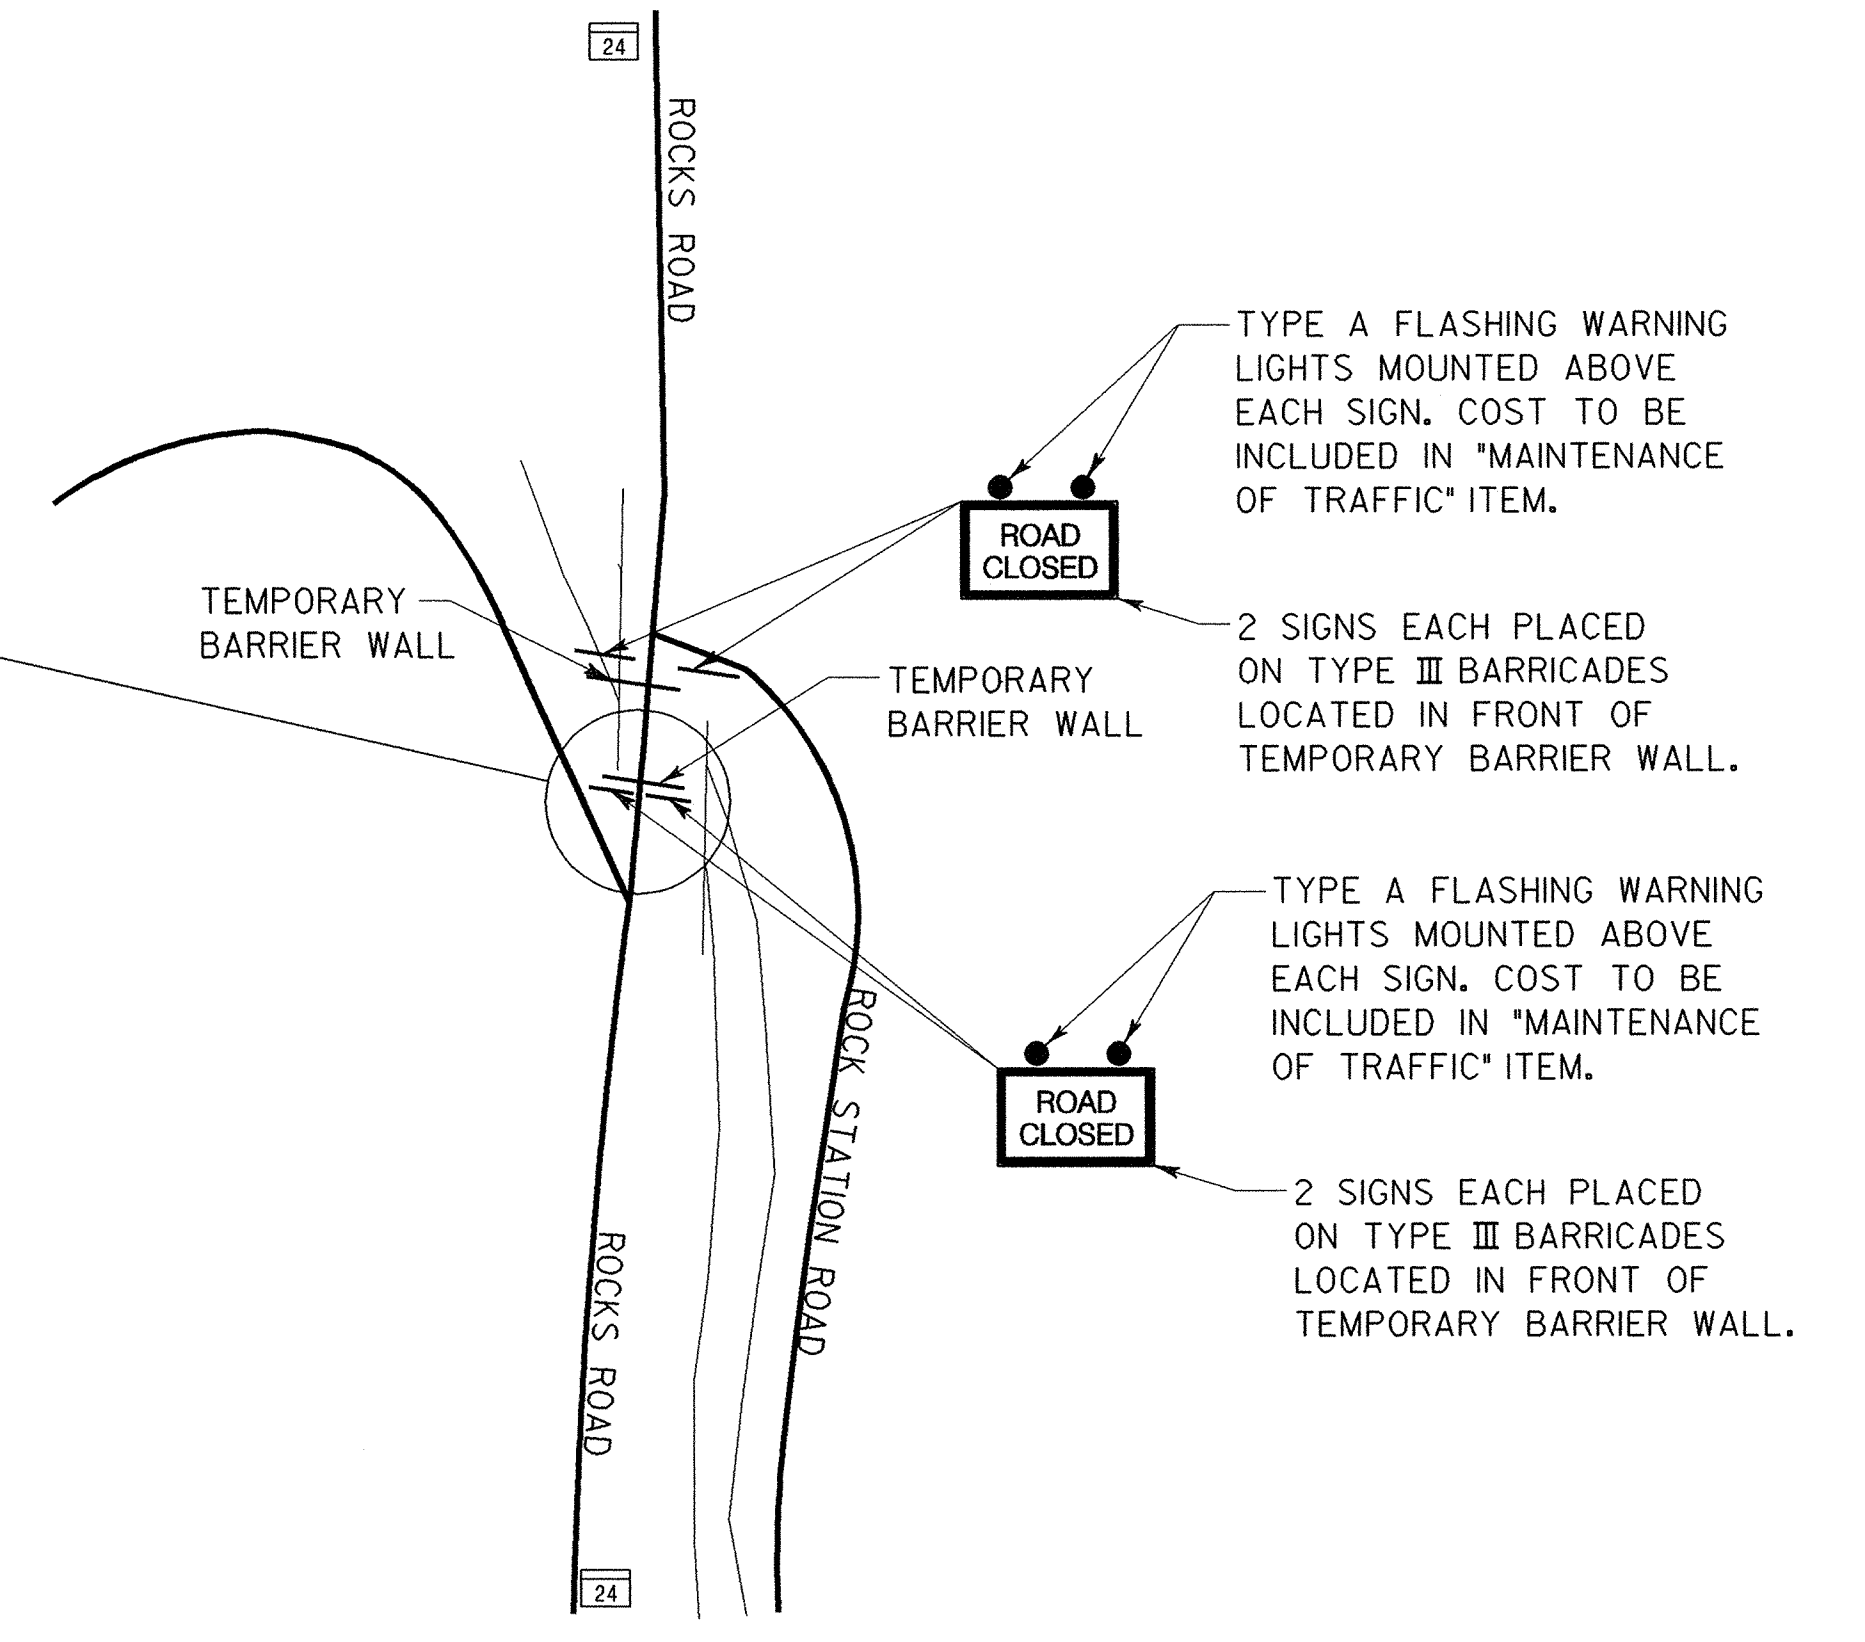 24
ROCKS ROAD
TYPE A FLASHING WARNING
LIGHTS MOUNTED ABOVE
EACH SIGN. COST TO BE
INCLUDED IN "MAINTENANCE
OF TRAFFIC" ITEM.
ROAD
CLOSED
TEMPORARY
BARRIER WALL
2 SIGNS EACH PLACED
ON TYPE III BARRICADES
LOCATED IN FRONT OF
TEMPORARY BARRIER WALL.
TEMPORARY
BARRIER WALL
TYPE A FLASHING WARNING
LIGHTS MOUNTED ABOVE
EACH SIGN. COST TO BE
INCLUDED IN "MAINTENANCE
OF TRAFFIC" ITEM.
ROCK STATION ROAD
ROAD
CLOSED
2 SIGNS EACH PLACED
ON TYPE III BARRICADES
LOCATED IN FRONT OF
TEMPORARY BARRIER WALL.
ROCKS ROAD
24